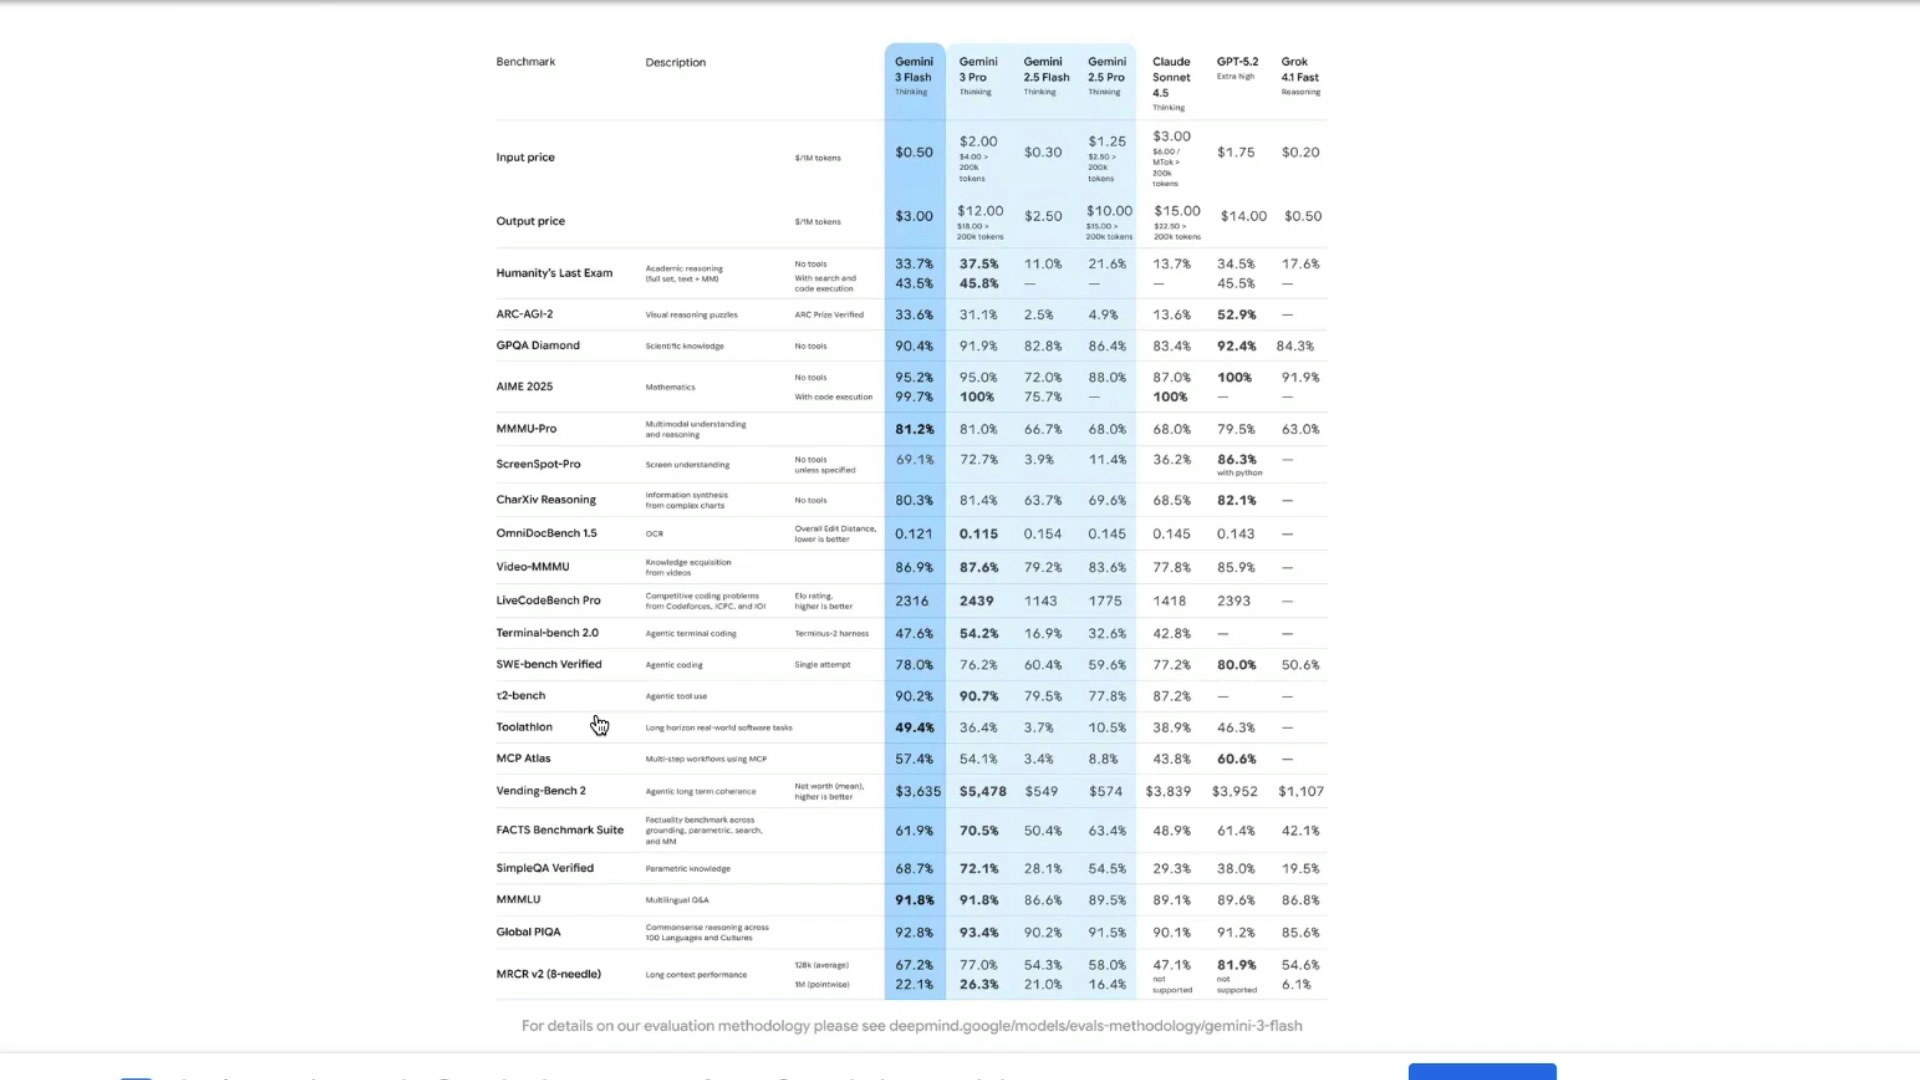 Benchmark Description Gemini 3 Flash Thinking Gemini 3 Pro Thinking Gemini 2.5 Flash Thinking Gemini 2.5 Pro Thinking Claude Sonnet 4.5 Thinking GPT-5.2 Extra high Grok 4.1 Fast Reasoning
Input price $/1M tokens $0.50 $2.00 $4.00 > 200k tokens $0.30 $1.25 $2.50 > 200k tokens $3.00 $6.00 / MTok > 200k tokens $1.75 $0.20
Output price $/1M tokens $3.00 $12.00 $18.00 > 200k tokens $2.50 $10.00 $15.00 > 200k tokens $15.00 $22.50 > 200k tokens $14.00 $0.50
Humanity's Last Exam Academic reasoning (full set, text + MM) No tools 33.7% 37.5% 11.0% 21.6% 13.7% 34.5% 17.6%
With search and code execution 43.5% 45.8% — — — 45.5% —
ARC-AGI-2 Visual reasoning puzzles ARC Prize Verified 33.6% 31.1% 2.5% 4.9% 13.6% 52.9% —
GPQA Diamond Scientific knowledge No tools 90.4% 91.9% 82.8% 86.4% 83.4% 92.4% 84.3%
AIME 2025 Mathematics No tools 95.2% 95.0% 72.0% 88.0% 87.0% 100% 91.9%
With code execution 99.7% 100% 75.7% — 100% — —
MMMU-Pro Multimodal understanding and reasoning 81.2% 81.0% 66.7% 68.0% 68.0% 79.5% 63.0%
ScreenSpot-Pro Screen understanding No tools unless specified 69.1% 72.7% 3.9% 11.4% 36.2% 86.3% with python —
CharXiv Reasoning Information synthesis from complex charts No tools 80.3% 81.4% 63.7% 69.6% 68.5% 82.1% —
OmniDocBench 1.5 OCR Overall Edit Distance, lower is better 0.121 0.115 0.154 0.145 0.145 0.143 —
Video-MMMU Knowledge acquisition from videos 86.9% 87.6% 79.2% 83.6% 77.8% 85.9% —
LiveCodeBench Pro Competitive coding problems from Codeforces, ICPC, and IOI Elo rating, higher is better 2316 2439 1143 1775 1418 2393 —
Terminal-bench 2.0 Agentic terminal coding Terminus-2 harness 47.6% 54.2% 16.9% 32.6% 42.8% — —
SWE-bench Verified Agentic coding Single attempt 78.0% 76.2% 60.4% 59.6% 77.2% 80.0% 50.6%
τ2-bench Agentic tool use 90.2% 90.7% 79.5% 77.8% 87.2% — —
Toolathlon Long horizon real-world software tasks 49.4% 36.4% 3.7% 10.5% 38.9% 46.3% —
MCP Atlas Multi-step workflows using MCP 57.4% 54.1% 3.4% 8.8% 43.8% 60.6% —
Vending-Bench 2 Agentic long term coherence Net worth (mean), higher is better $3,635 $5,478 $549 $574 $3,839 $3,952 $1,107
FACTS Benchmark Suite Factuality benchmark across grounding, parametric, search, and MM 61.9% 70.5% 50.4% 63.4% 48.9% 61.4% 42.1%
SimpleQA Verified Parametric knowledge 68.7% 72.1% 28.1% 54.5% 29.3% 38.0% 19.5%
MMMLU Multilingual Q&A 91.8% 91.8% 86.6% 89.5% 89.1% 89.6% 86.8%
Global PIQA Commonsense reasoning across 100 Languages and Cultures 92.8% 93.4% 90.2% 91.5% 90.1% 91.2% 85.6%
MRCR v2 (8-needle) Long context performance 128k (average) 67.2% 77.0% 54.3% 58.0% 47.1% 81.9% 54.6%
1M (pointwise) 22.1% 26.3% 21.0% 16.4% not supported not supported 6.1%
For details on our evaluation methodology please see deepmind.google/models/evals-methodology/gemini-3-flash